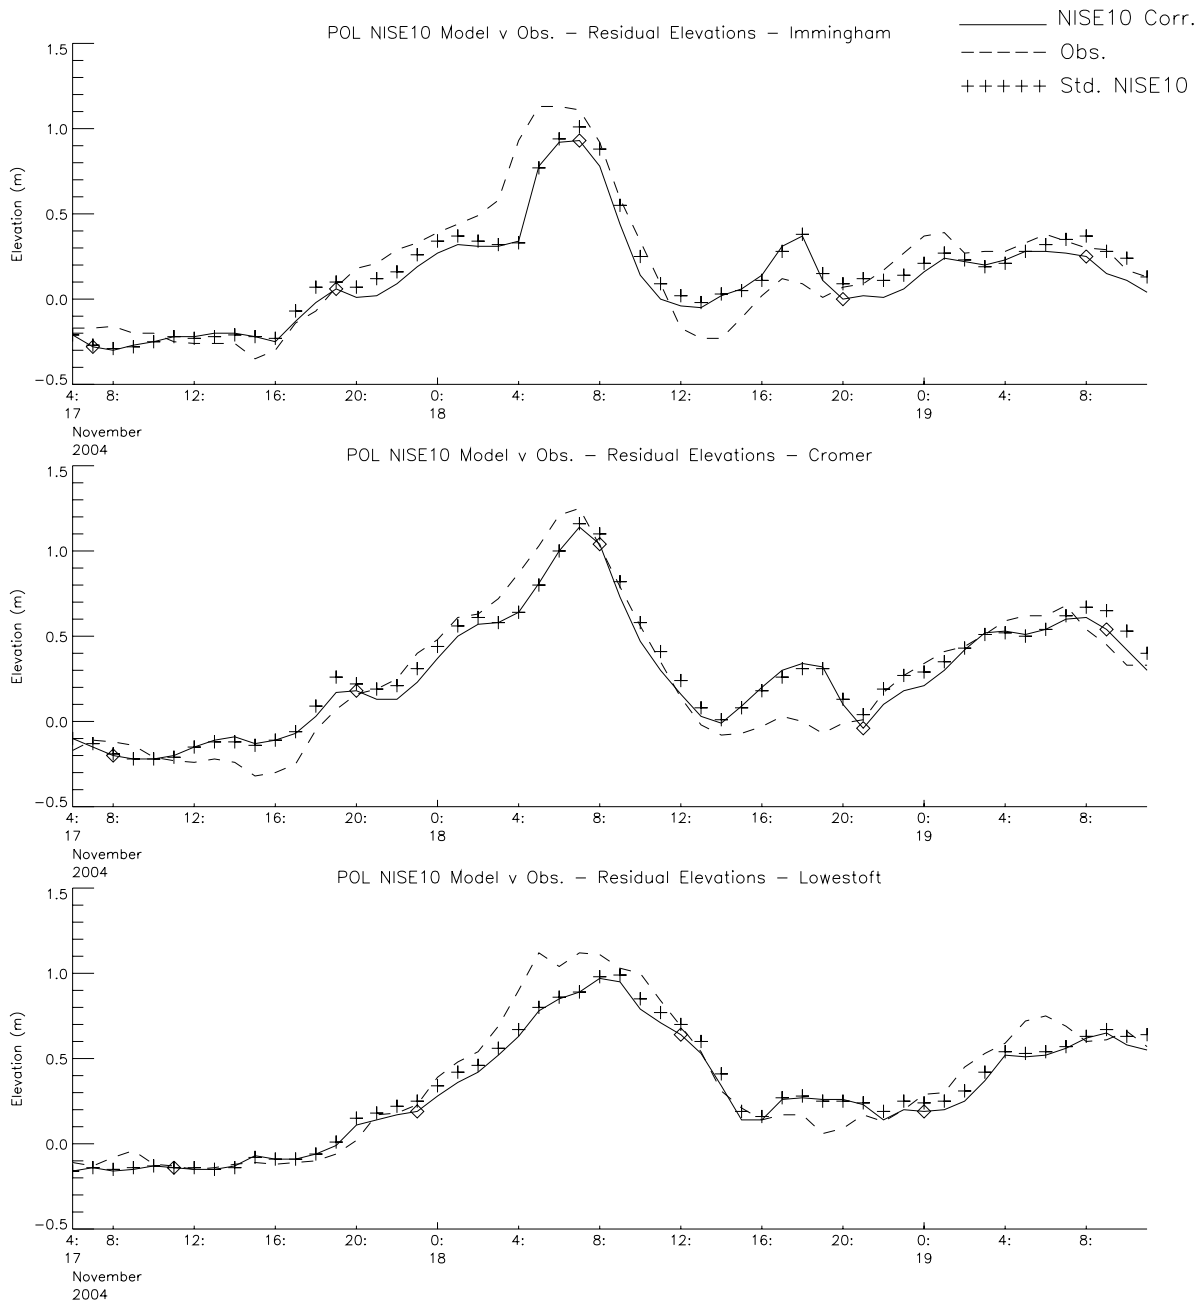 POL NISE10 Model v Obs. – Residual Elevations – Immingham
NISE10 Corr.
Obs.
+++++ Std. NISE10
Elevation (m)
1.5
1.0
0.5
0.0
−0.5
4: 8: 12: 16: 20: 0: 4: 8: 12: 16: 20: 0: 4: 8:
17 18 19
November
2004
POL NISE10 Model v Obs. – Residual Elevations – Cromer
Elevation (m)
1.5
1.0
0.5
0.0
−0.5
4: 8: 12: 16: 20: 0: 4: 8: 12: 16: 20: 0: 4: 8:
17 18 19
November
2004
POL NISE10 Model v Obs. – Residual Elevations – Lowestoft
Elevation (m)
1.5
1.0
0.5
0.0
−0.5
4: 8: 12: 16: 20: 0: 4: 8: 12: 16: 20: 0: 4: 8:
17 18 19
November
2004